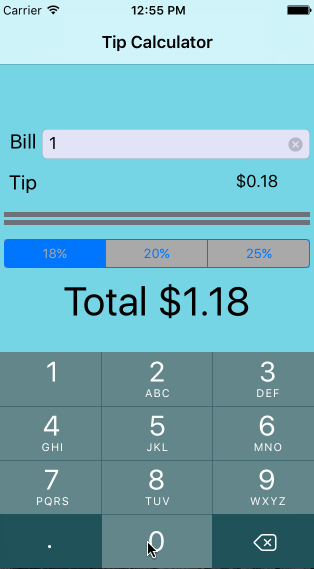 Carrier 12:55 PM
Tip Calculator
Bill 1
Tip $0.18
18% 20% 25%
Total $1.18
1 2 3
ABC DEF
4 5 6
GHI JKL MNO
7 8 9
PQRS TUV WXYZ
. 0